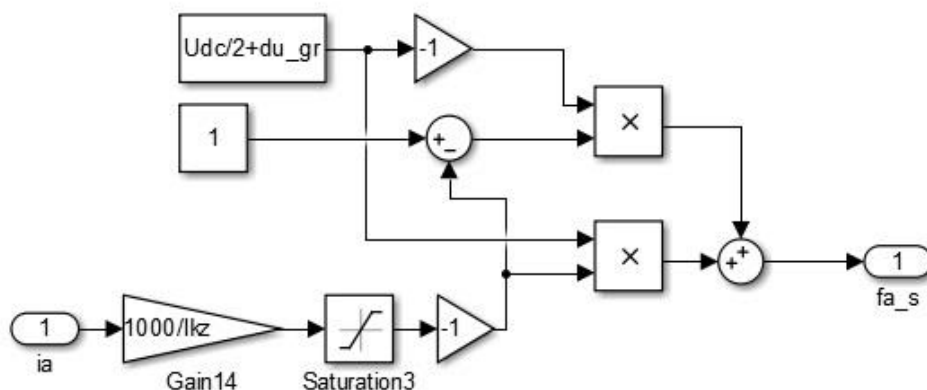 Udc/2+du_gr
-1
1
+
-
×
×
+
+
1
ia
1000/Ikz
Gain14
Saturation3
-1
1
fa_s